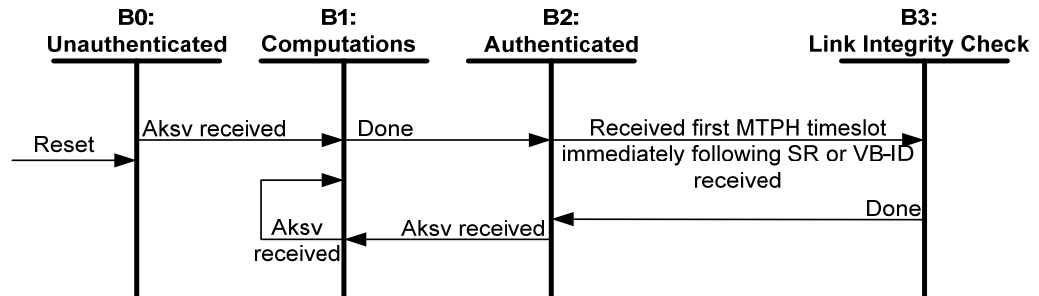 B0:
Unauthenticated
B1:
Computations
B2:
Authenticated
B3:
Link Integrity Check
Reset
Aksv received
Done
Received first MTPH timeslot
immediately following SR or VB-ID
received
Done
Aksv received
Aksv
received